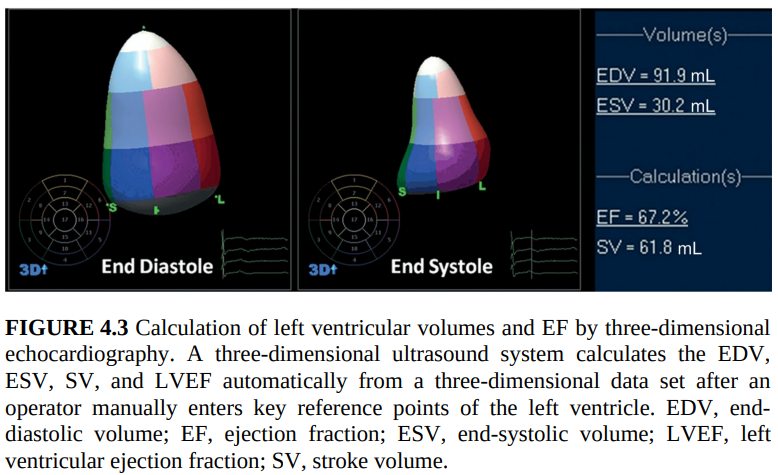 Volume(s)
EDV = 91.9 mL
ESV = 30.2 mL
Calculation(s)
EF = 67.2%
SV = 61.8 mL
S
I
L
3D
End Diastole
S
I
L
3D
End Systole
FIGURE 4.3 Calculation of left ventricular volumes and EF by three-dimensional
echocardiography. A three-dimensional ultrasound system calculates the EDV,
ESV, SV, and LVEF automatically from a three-dimensional data set after an
operator manually enters key reference points of the left ventricle. EDV, end-
diastolic volume; EF, ejection fraction; ESV, end-systolic volume; LVEF, left
ventricular ejection fraction; SV, stroke volume.